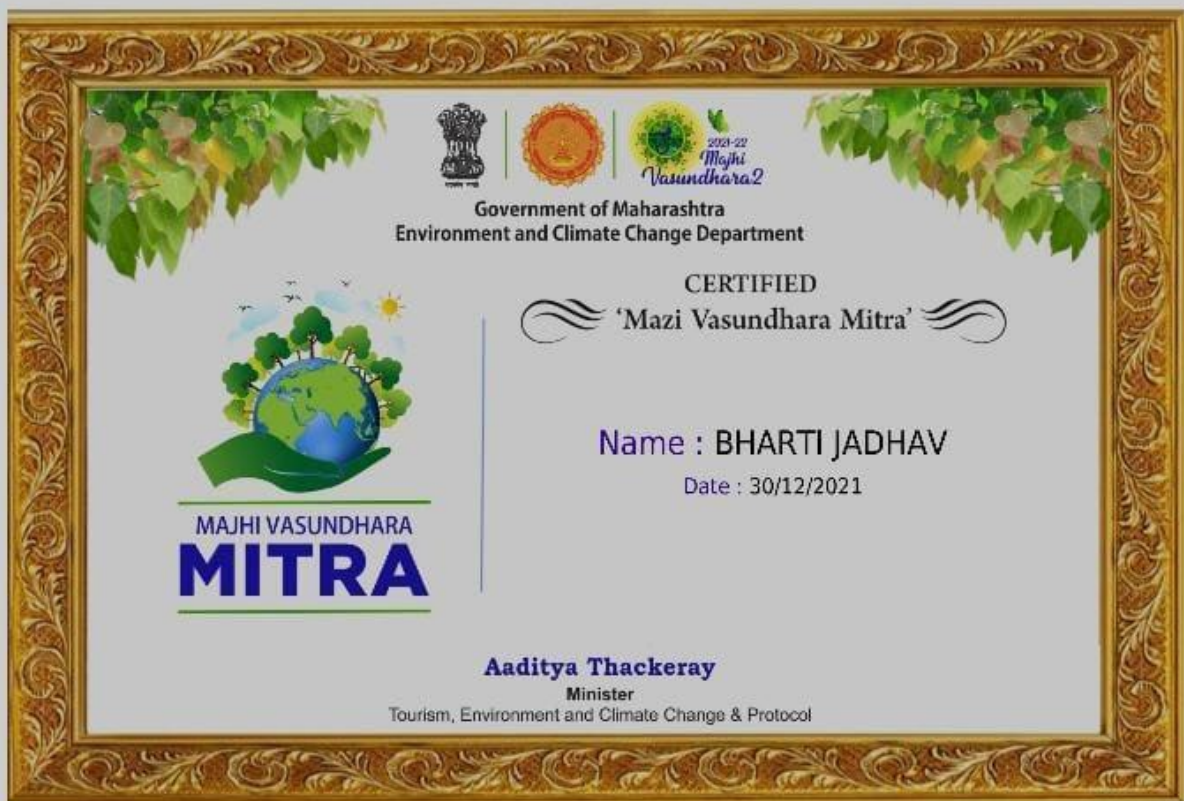 2021-22
Majhi
Vasundhara2
Government of Maharashtra
Environment and Climate Change Department
CERTIFIED
'Mazi Vasundhara Mitra'
Name : BHARTI JADHAV
Date : 30/12/2021
MAJHI VASUNDHARA
MITRA
Aaditya Thackeray
Minister
Tourism, Environment and Climate Change & Protocol